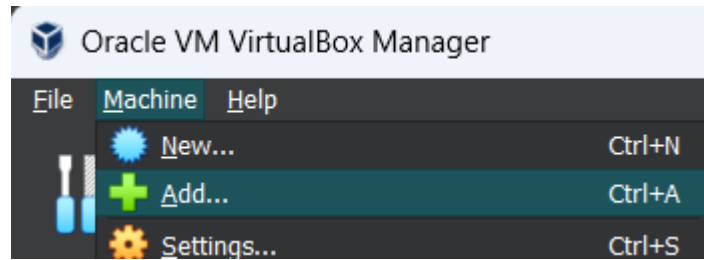 Oracle VM VirtualBox Manager
File Machine Help
New... Ctrl+N
Add... Ctrl+A
Settings... Ctrl+S